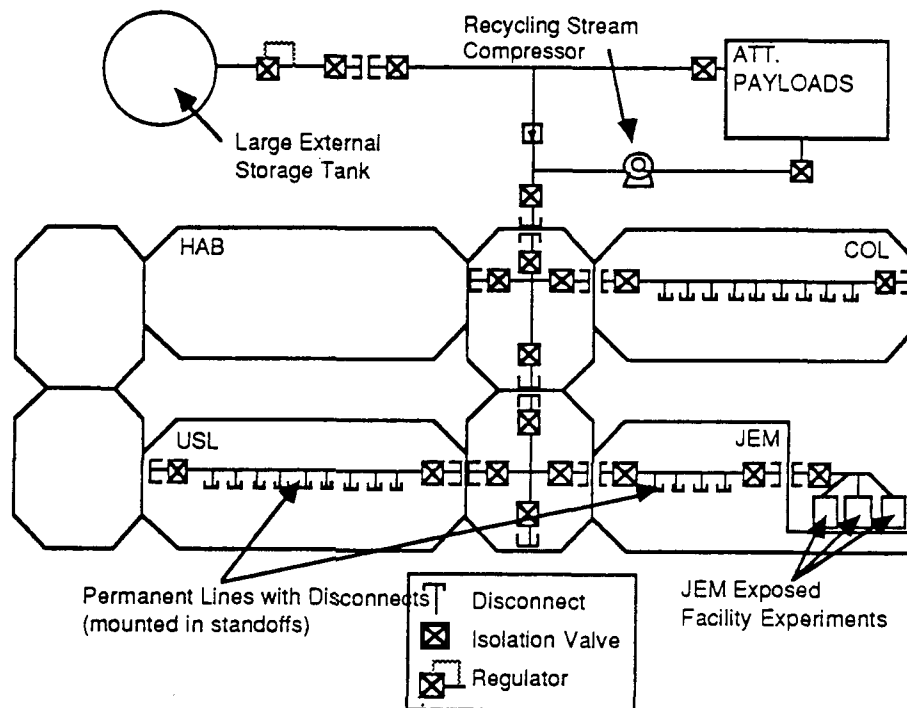 Recycling Stream
Compressor
ATT.
PAYLOADS
Large External
Storage Tank
HAB
COL
USL
JEM
Permanent Lines with Disconnects
(mounted in standoffs)
JEM Exposed
Facility Experiments
Disconnect
Isolation Valve
Regulator